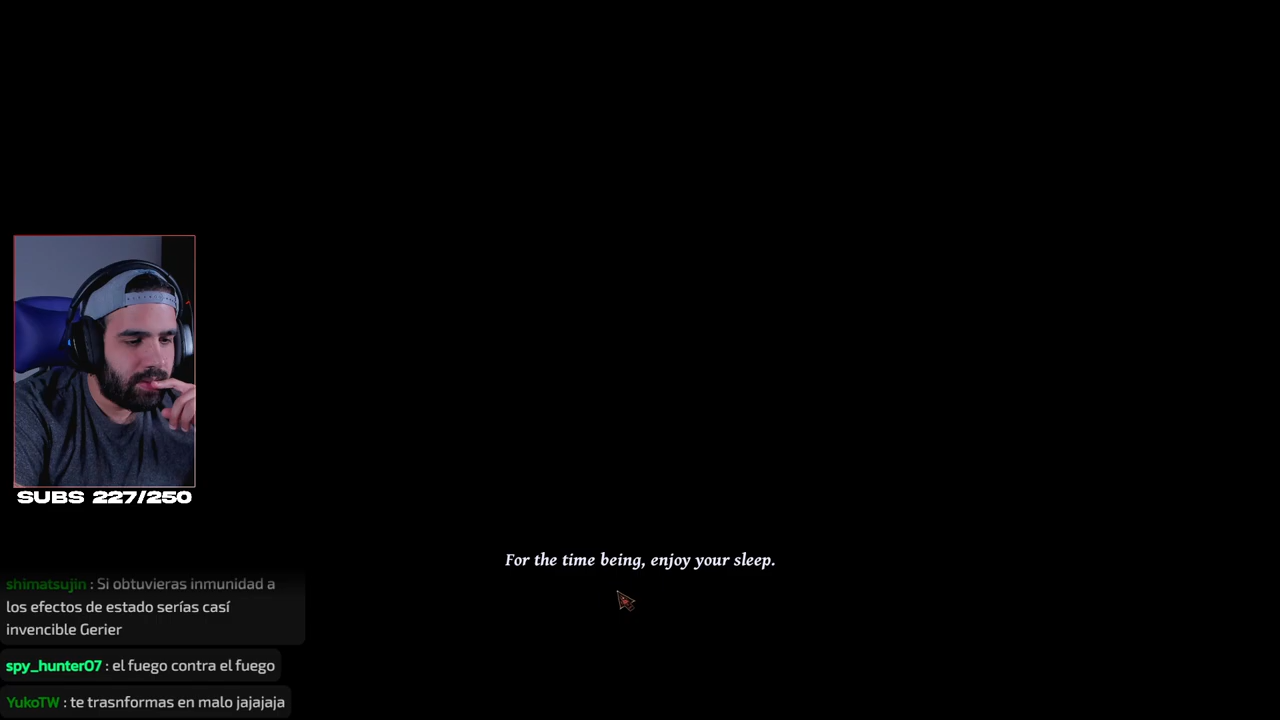 SUBS 227/250
For the time being, enjoy your sleep.
shimatsujin : Si obtuvieras inmunidad a
los efectos de estado serías casí
invencible Gerier
spy_hunter07 : el fuego contra el fuego
YukoTW : te trasnformas en malo jajajaja